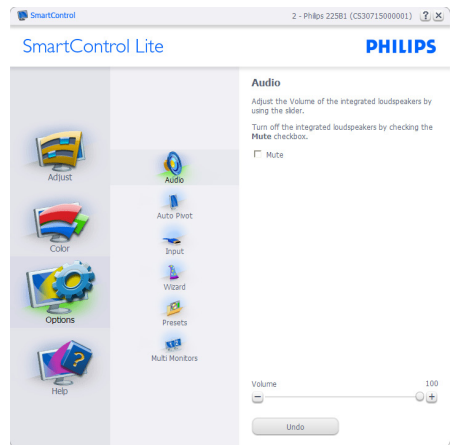 SmartControl
2 - Philips 225B1 (CS30715000001)
SmartControl Lite
PHILIPS
Adjust
Color
Options
Help
Audio
Auto Pivot
Input
Wizard
Presets
Multi Monitors
Audio
Adjust the Volume of the integrated loudspeakers by
using the slider.
Turn off the integrated loudspeakers by checking the
Mute checkbox.
Mute
Volume
100
Undo